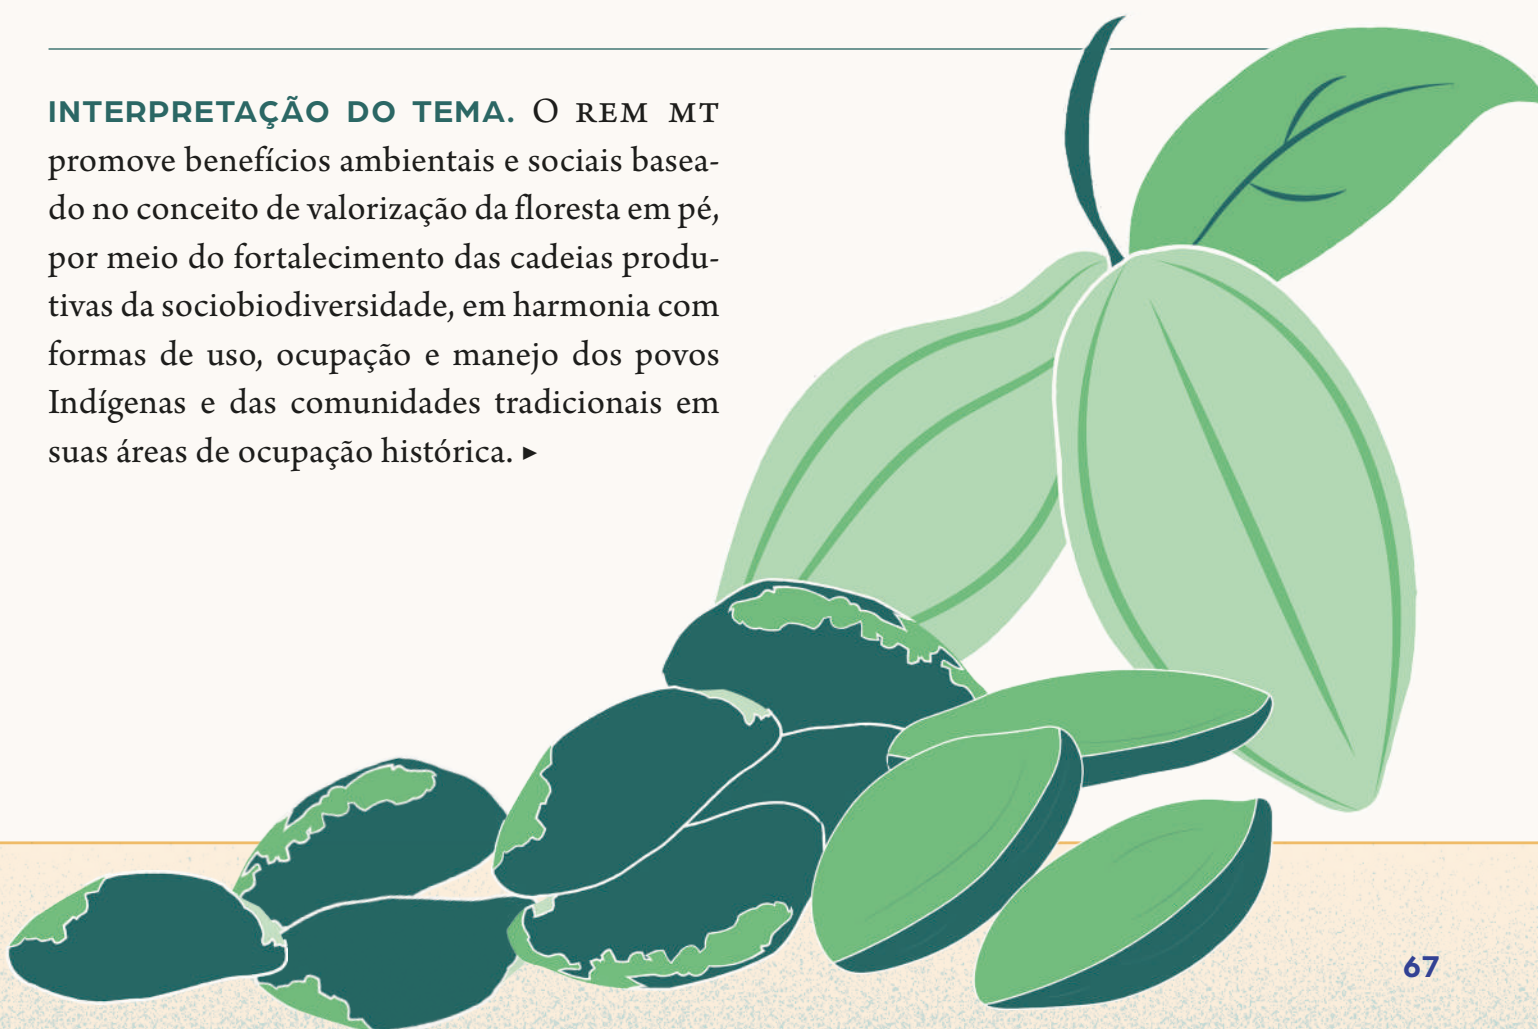 INTERPRETAÇÃO DO TEMA. O REM MT
promove benefícios ambientais e sociais basea-
do no conceito de valorização da floresta em pé,
por meio do fortalecimento das cadeias produ-
tivas da sociobiodiversidade, em harmonia com
formas de uso, ocupação e manejo dos povos
Indígenas e das comunidades tradicionais em
suas áreas de ocupação histórica. ▸
67